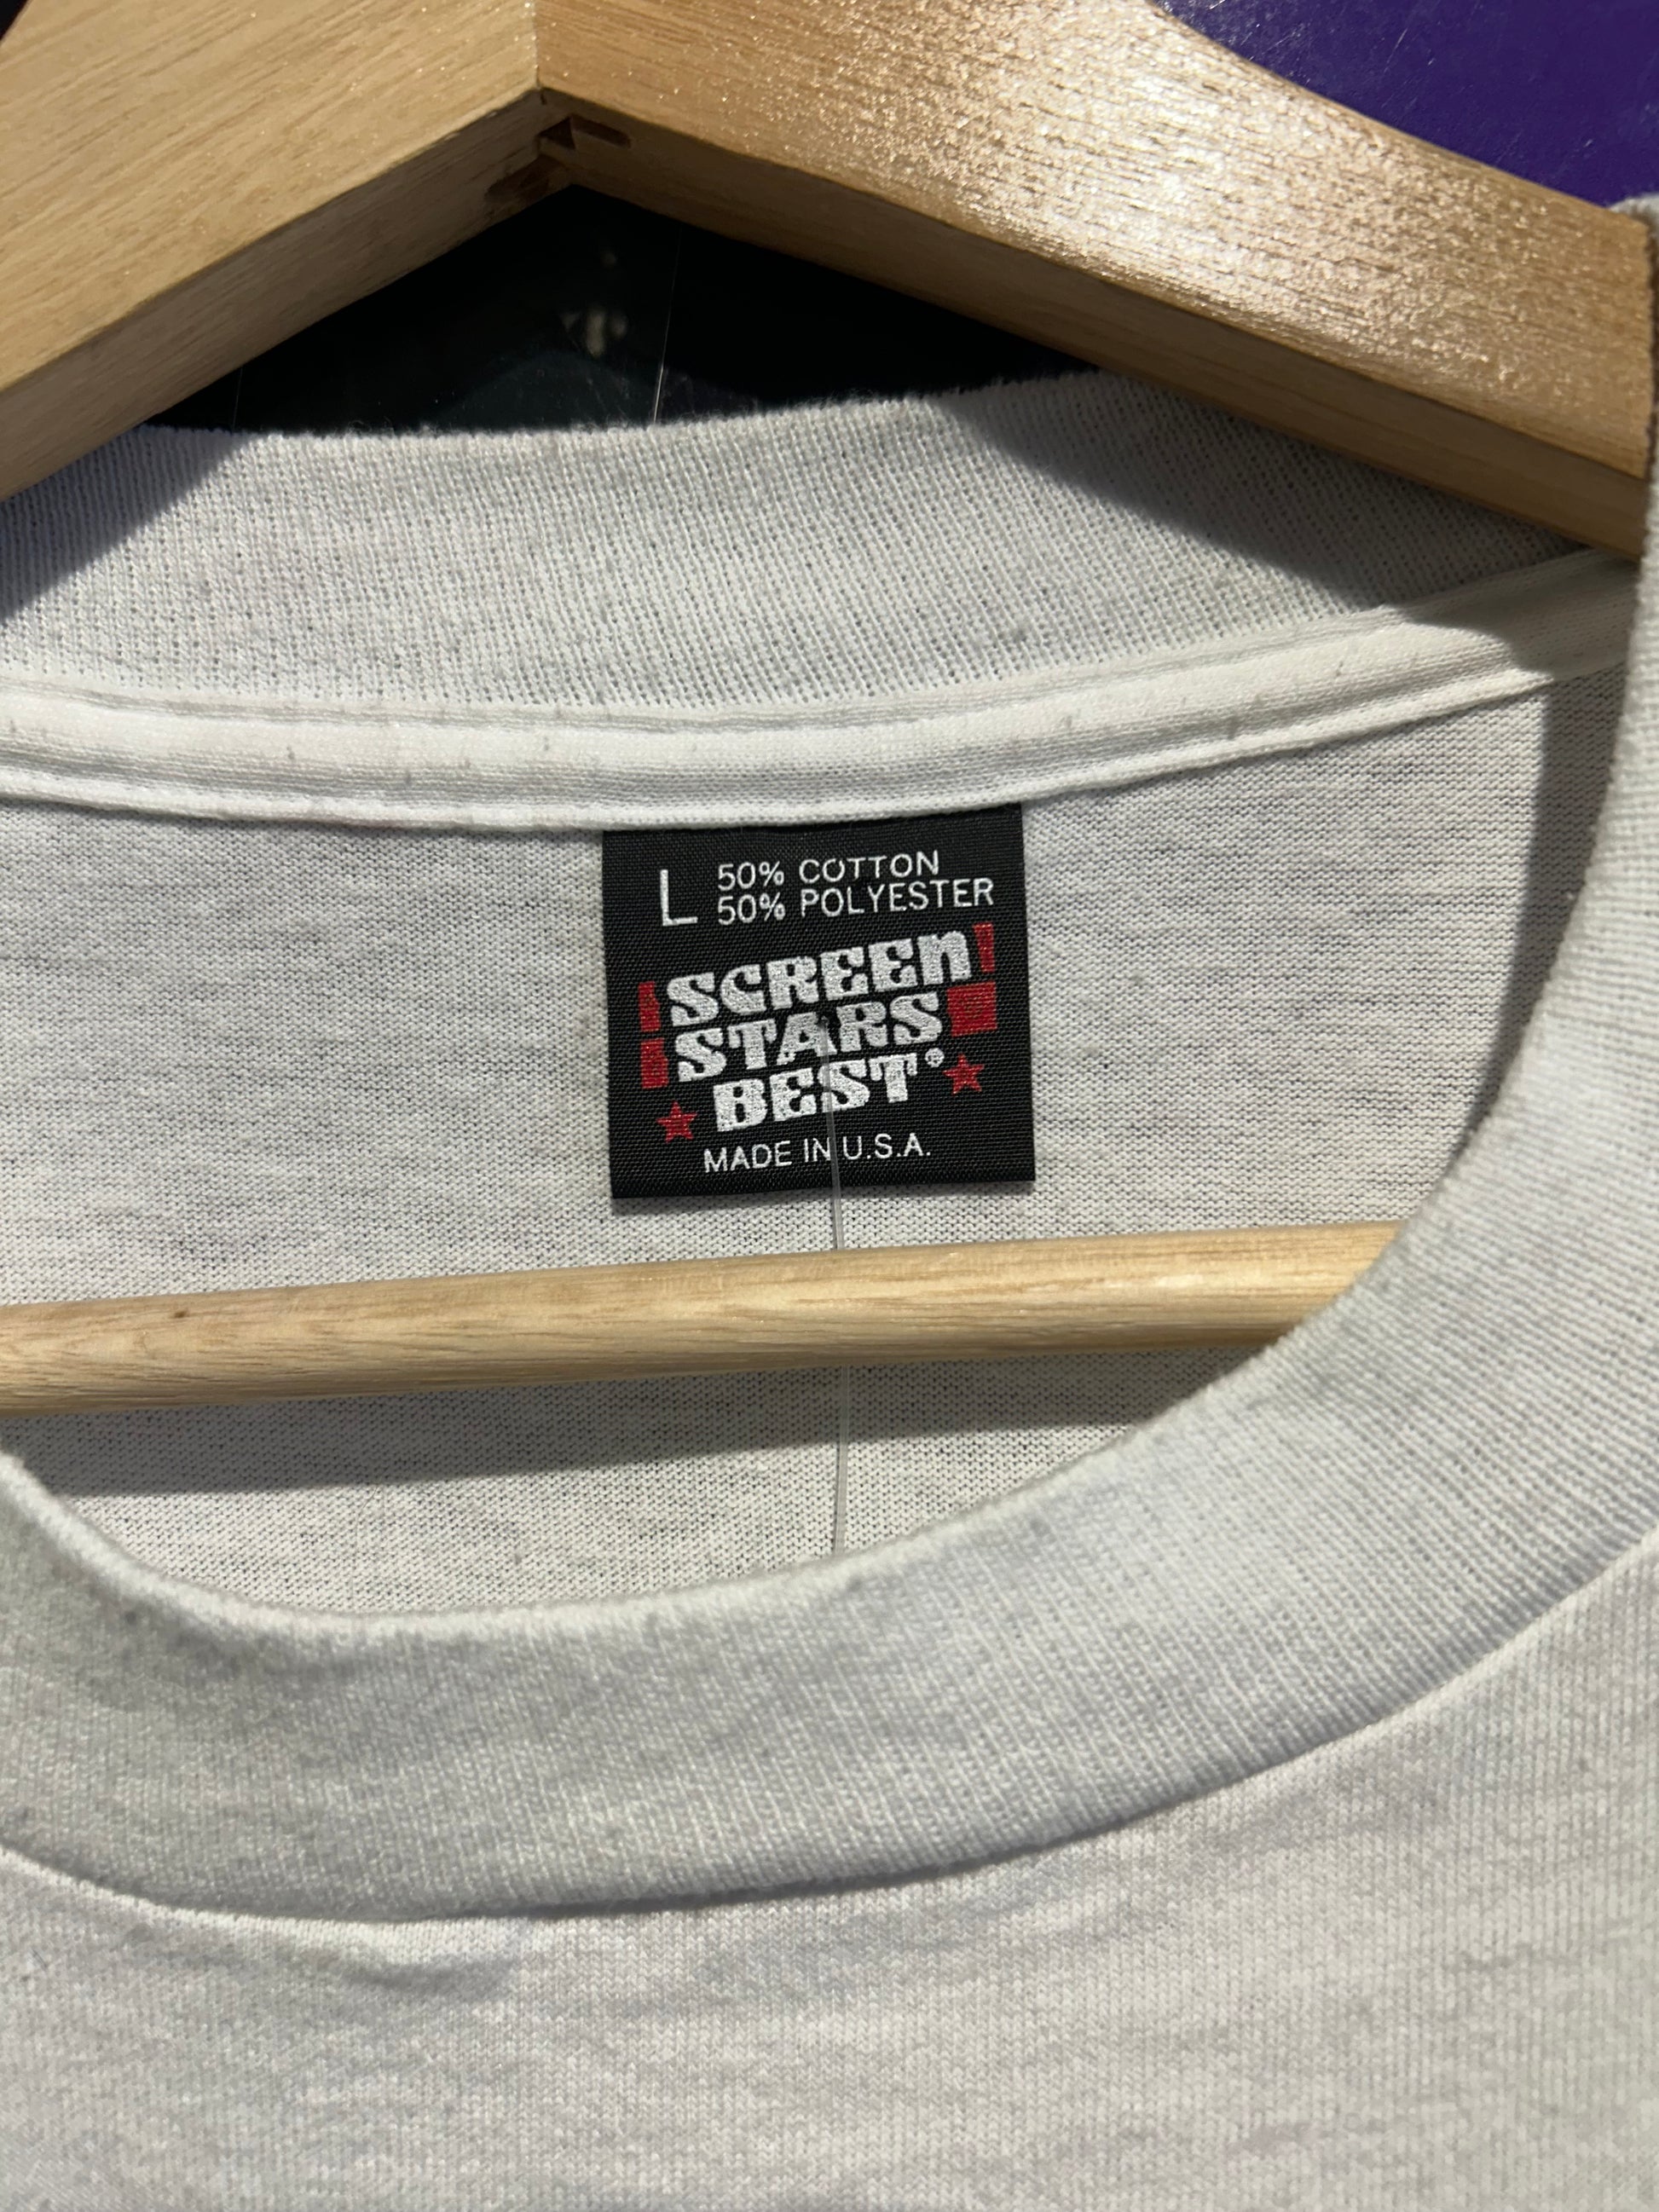 L 50% COTTON
50% POLYESTER
SCREEN
STARS
BEST®
MADE IN U.S.A.